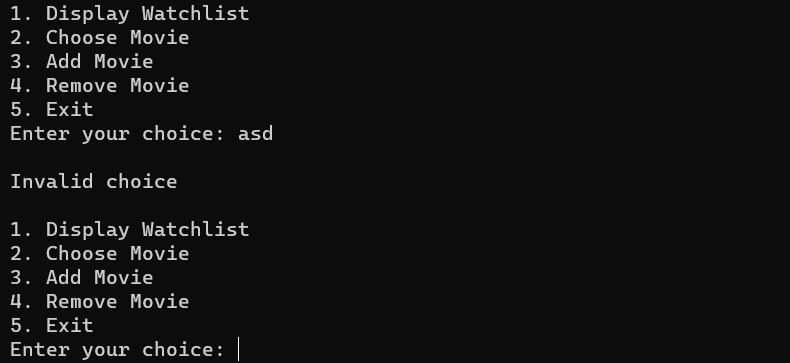 1. Display Watchlist
2. Choose Movie
3. Add Movie
4. Remove Movie
5. Exit
Enter your choice: asd
Invalid choice
1. Display Watchlist
2. Choose Movie
3. Add Movie
4. Remove Movie
5. Exit
Enter your choice: